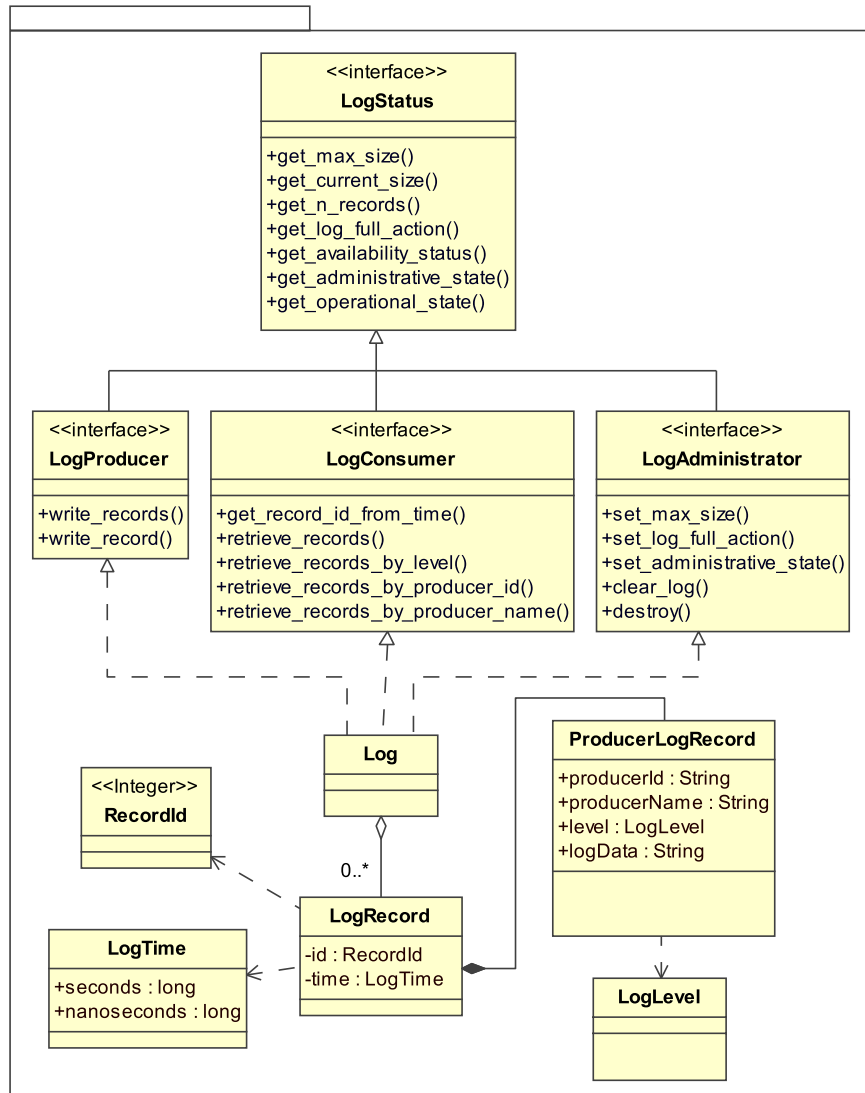 <<interface>>
LogStatus
+get_max_size()
+get_current_size()
+get_n_records()
+get_log_full_action()
+get_availability_status()
+get_administrative_state()
+get_operational_state()
<<interface>>
LogProducer
+write_records()
+write_record()
<<interface>>
LogConsumer
+get_record_id_from_time()
+retrieve_records()
+retrieve_records_by_level()
+retrieve_records_by_producer_id()
+retrieve_records_by_producer_name()
<<interface>>
LogAdministrator
+set_max_size()
+set_log_full_action()
+set_administrative_state()
+clear_log()
+destroy()
Log
ProducerLogRecord
+producerId : String
+producerName : String
+level : LogLevel
+logData : String
<<Integer>>
RecordId
0..*
LogRecord
-id : RecordId
-time : LogTime
LogTime
+seconds : long
+nanoseconds : long
LogLevel